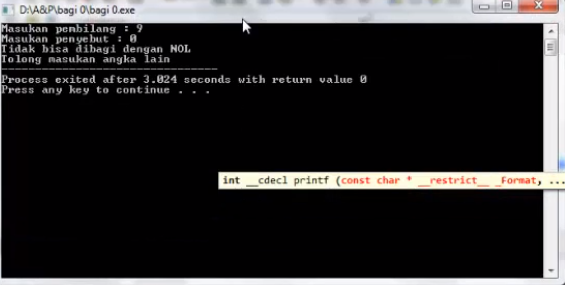 D:\A&P\bagi 0\bagi 0.exe
Masukan pembilang : 9
Masukan penyebut : 0
Tidak bisa dibagi dengan NOL
Tolong masukan angka lain
--------------------------------
Process exited after 3.024 seconds with return value 0
Press any key to continue . . .
int __cdecl printf (const char * __restrict__ _Format, ...